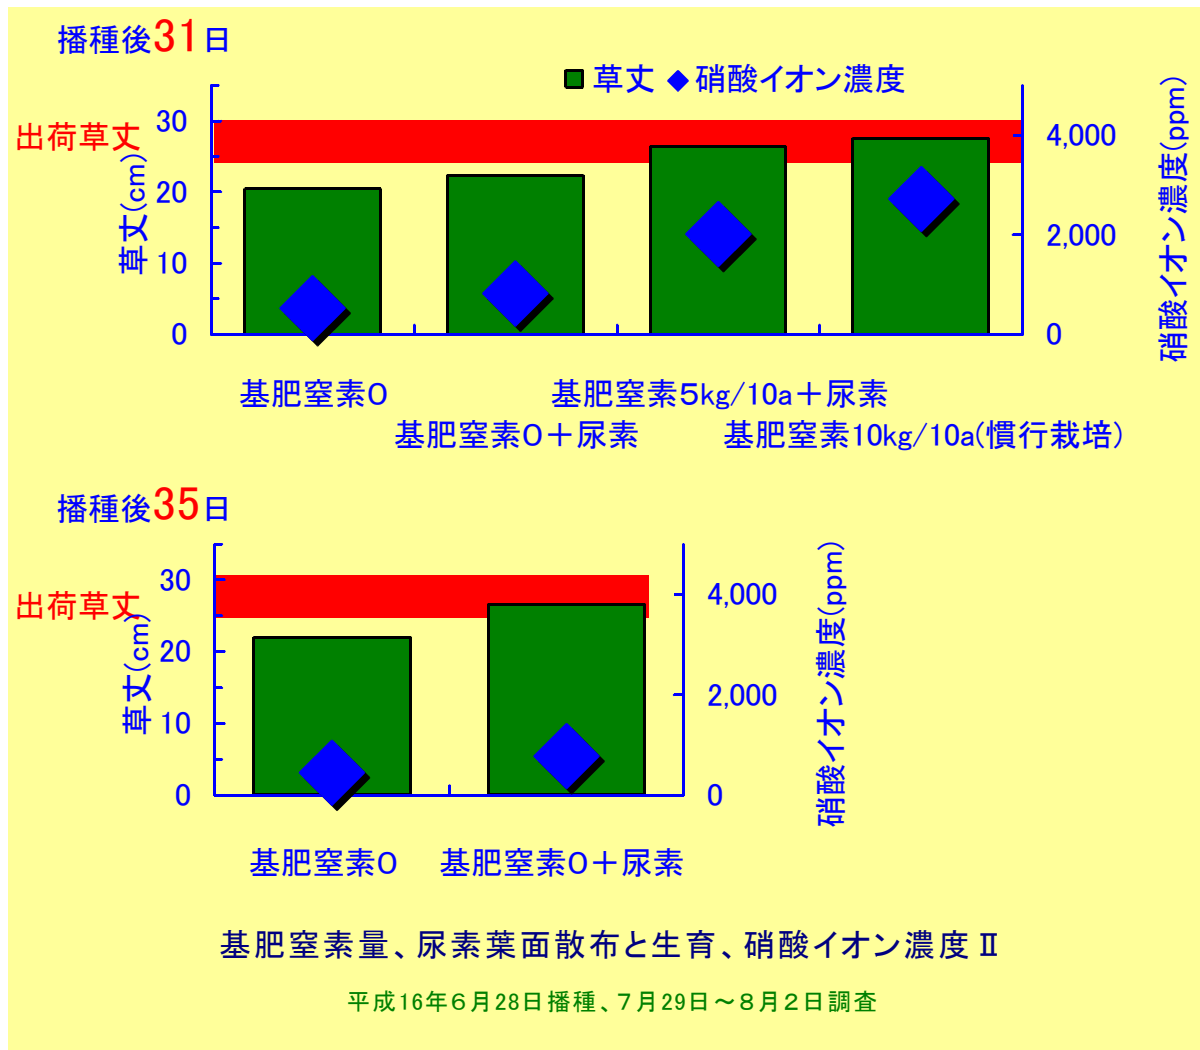 播種後31日
■草丈 ◆硝酸イオン濃度
出荷草丈
草丈(cm)
30
20
10
0
4,000
2,000
0
硝酸イオン濃度(ppm)
基肥窒素0
基肥窒素5kg/10a+尿素
基肥窒素0+尿素
基肥窒素10kg/10a(慣行栽培)
播種後35日
出荷草丈
草丈(cm)
30
20
10
0
4,000
2,000
0
硝酸イオン濃度(ppm)
基肥窒素0
基肥窒素0+尿素
基肥窒素量、尿素葉面散布と生育、硝酸イオン濃度Ⅱ
平成16年6月28日播種、7月29日~8月2日調査